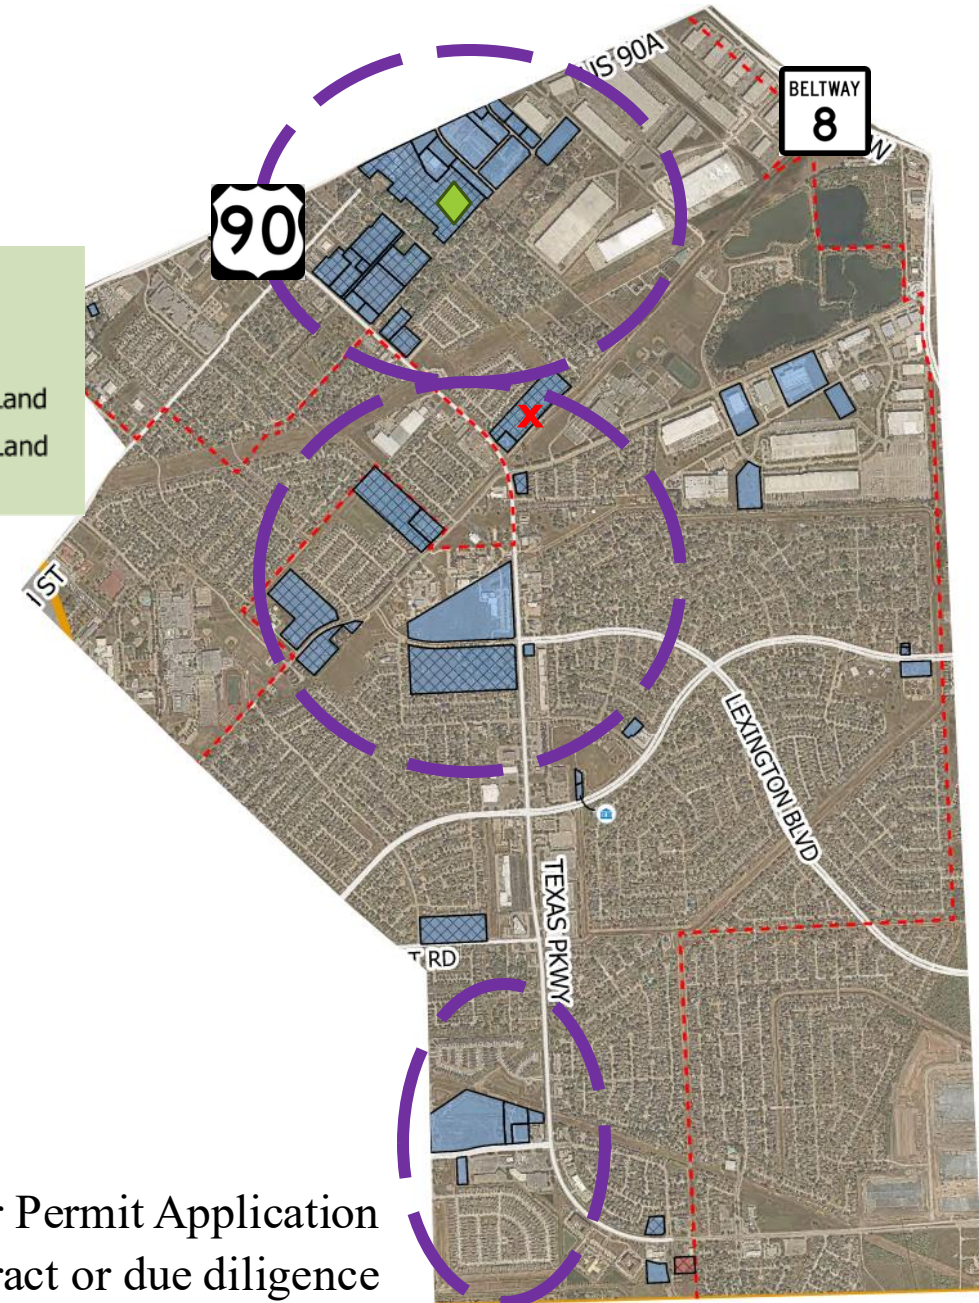 US 90A
BELTWAY
8
W
90
Land
Land
I ST
LEXINGTON BLVD
TEXAS PKWY
T RD
X
r Permit Application
ract or due diligence